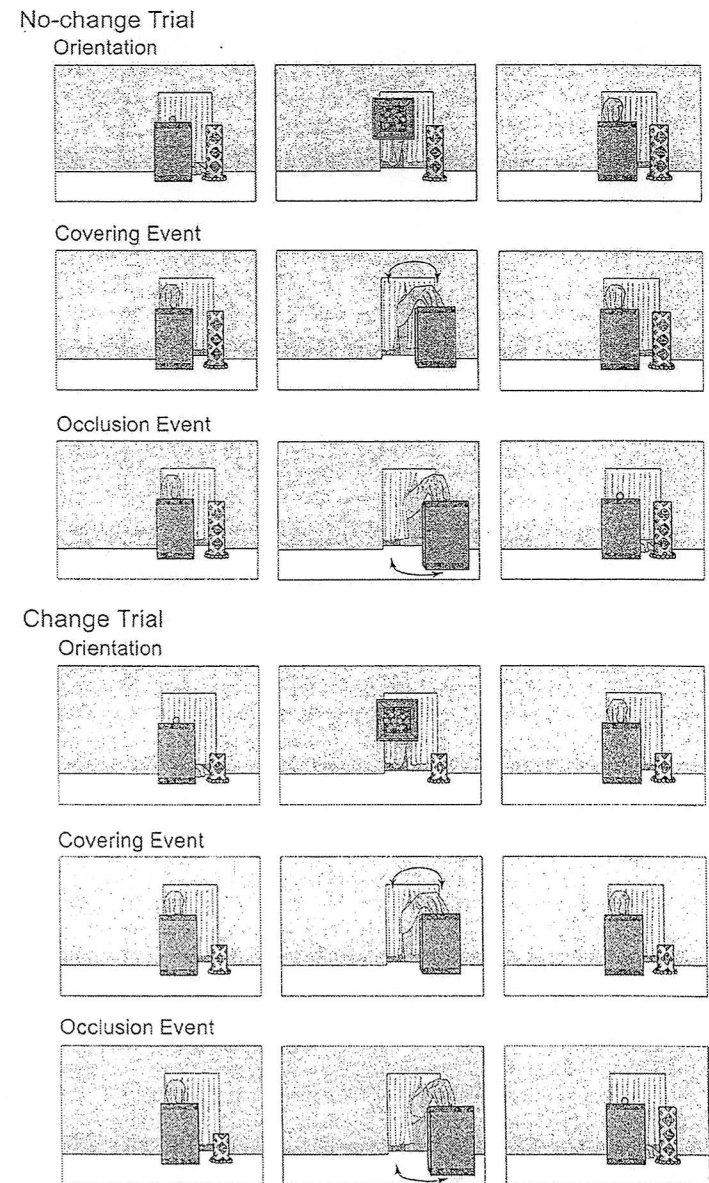 No-change Trial
Orientation
Covering Event
Occlusion Event
Change Trial
Orientation
Covering Event
Occlusion Event